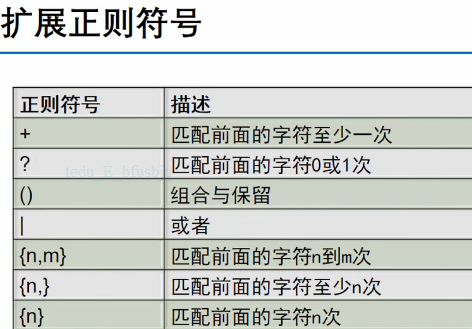 扩展正则符号
正则符号 描述
+ 匹配前面的字符至少一次
? 匹配前面的字符0或1次
() 组合与保留
| 或者
{n,m} 匹配前面的字符n到m次
{n,} 匹配前面的字符至少n次
{n} 匹配前面的字符n次